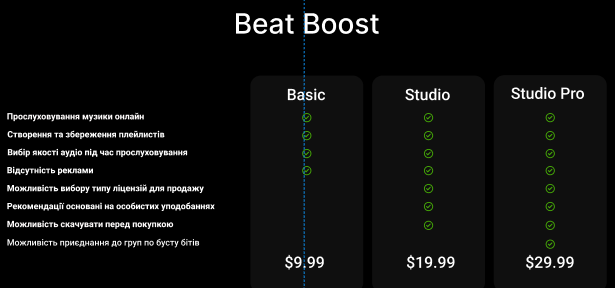 Beat Boost
Basic Studio Studio Pro
Прослуховування музики онлайн
Створення та збереження плейлистів
Вибір якості аудіо під час прослуховування
Відсутність реклами
Можливість вибору типу ліцензій для продажу
Рекомендації основані на особистих уподобаннях
Можливість скачувати перед покупкою
Можливість приєднання до груп по бусту бітів
$9.99 $19.99 $29.99